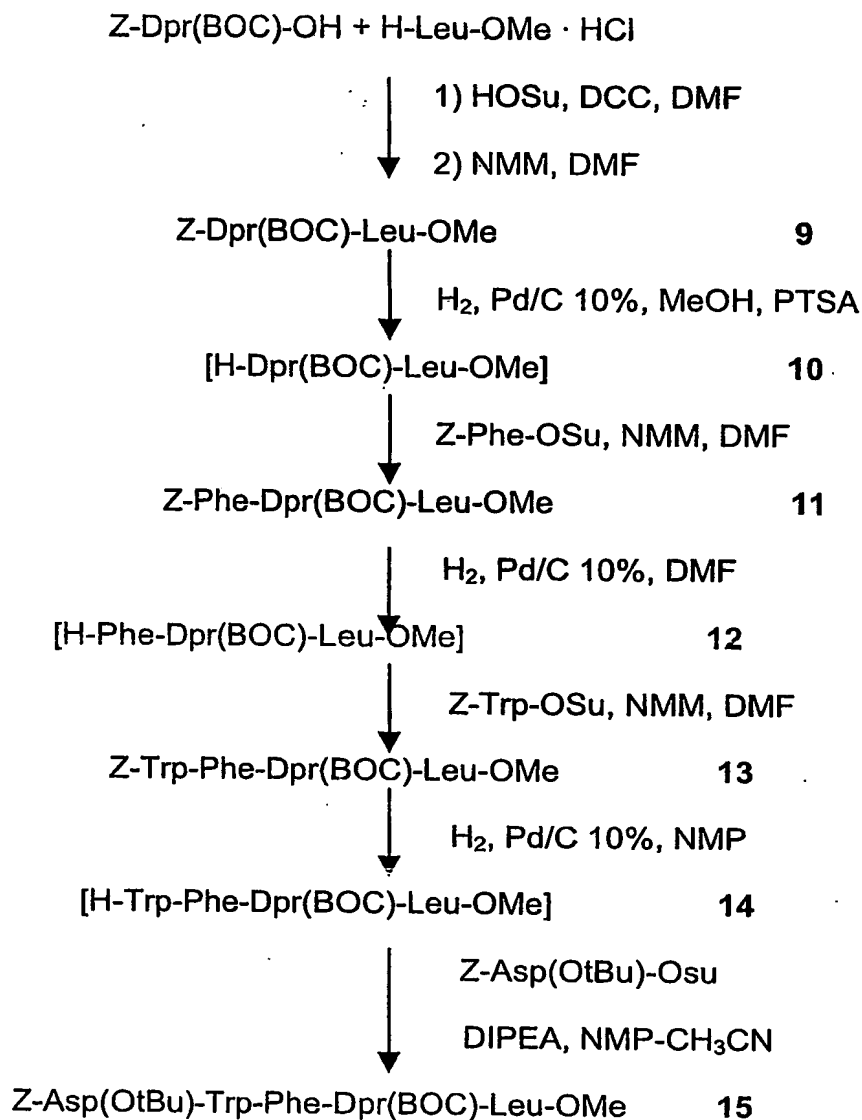 Z-Dpr(BOC)-OH + H-Leu-OMe · HCl
1) HOSu, DCC, DMF
2) NMM, DMF
Z-Dpr(BOC)-Leu-OMe 9
H₂, Pd/C 10%, MeOH, PTSA
[H-Dpr(BOC)-Leu-OMe] 10
Z-Phe-OSu, NMM, DMF
Z-Phe-Dpr(BOC)-Leu-OMe 11
H₂, Pd/C 10%, DMF
[H-Phe-Dpr(BOC)-Leu-OMe] 12
Z-Trp-OSu, NMM, DMF
Z-Trp-Phe-Dpr(BOC)-Leu-OMe 13
H₂, Pd/C 10%, NMP
[H-Trp-Phe-Dpr(BOC)-Leu-OMe] 14
Z-Asp(OtBu)-Osu
DIPEA, NMP-CH₃CN
Z-Asp(OtBu)-Trp-Phe-Dpr(BOC)-Leu-OMe 15